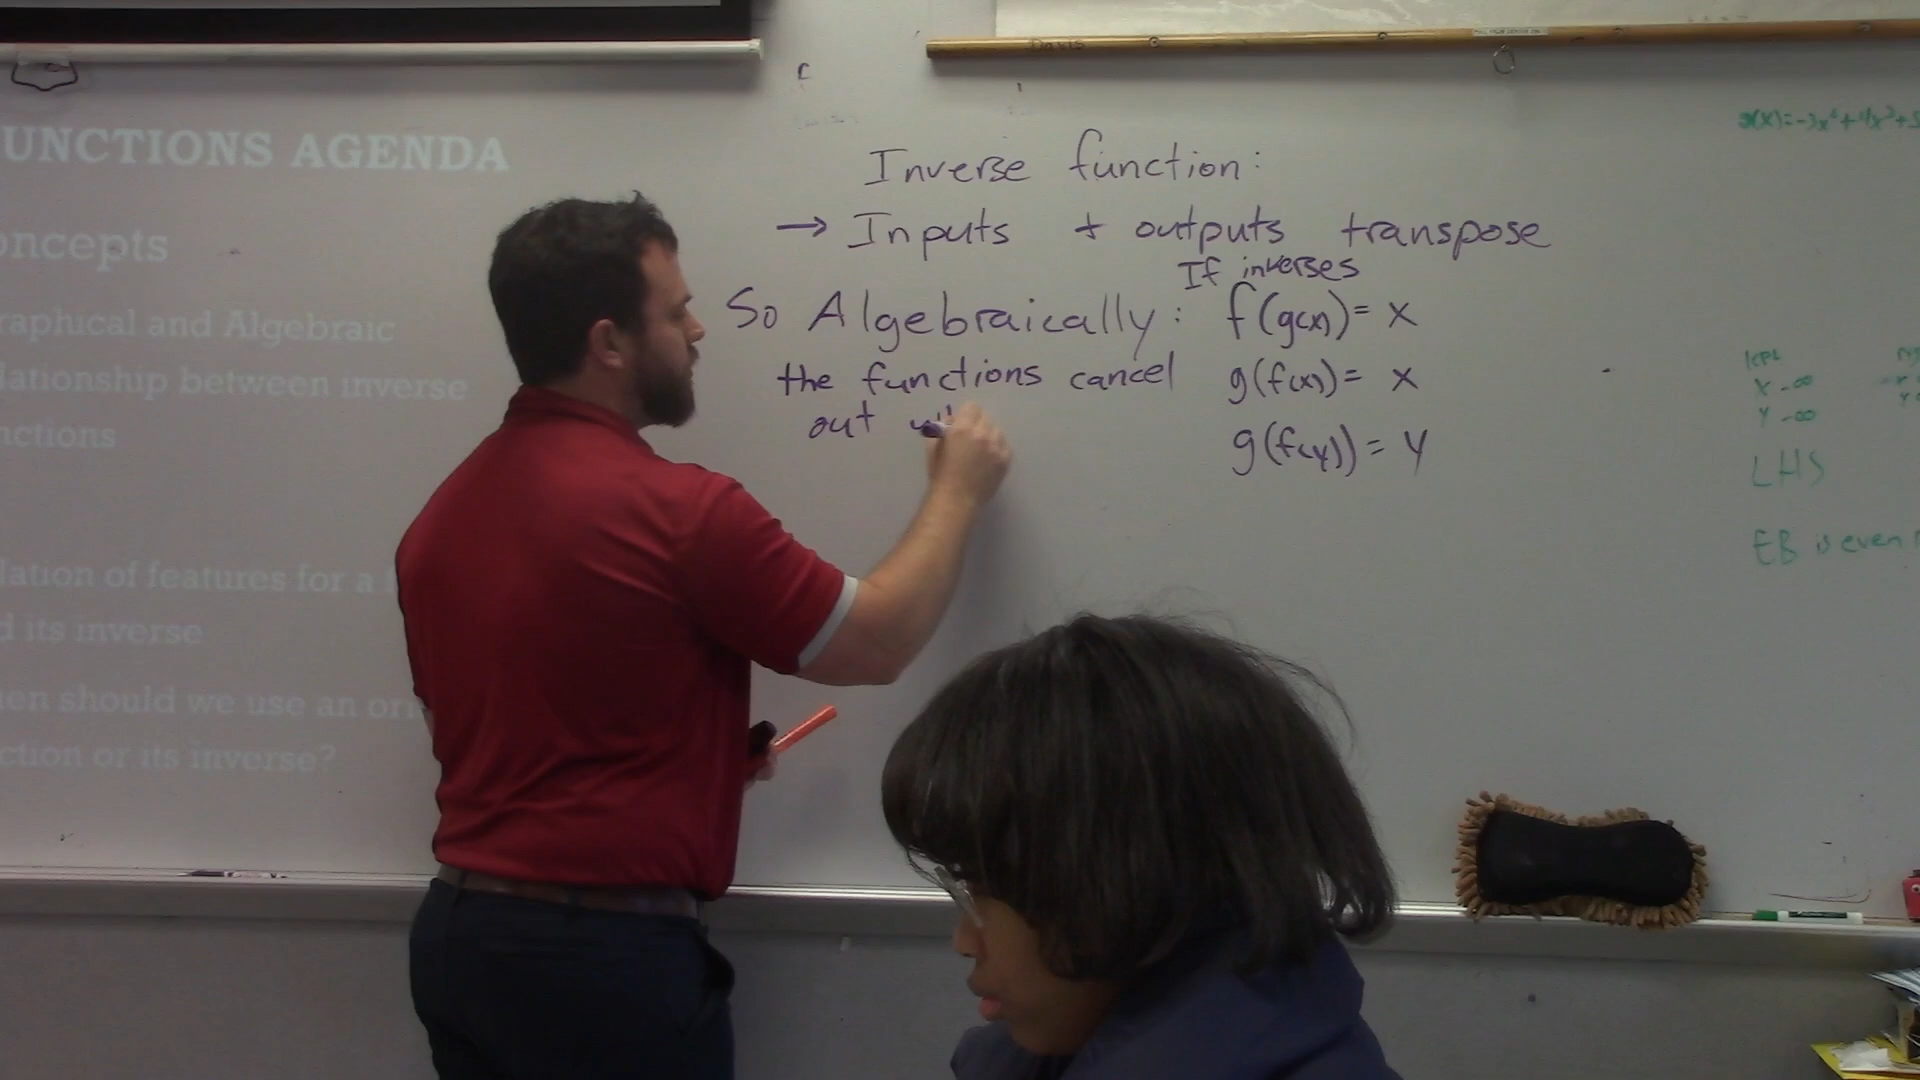 UNCTIONS AGENDA
oncepts
raphical and Algebraic
lationship between inverse
nctions
lation of features for a
d its inverse
en should we use an ori
ction or its inverse?
Davis
Inverse function:
→ Inputs + outputs transpose
If inverses
So Algebraically: f(g(x)) = x
the functions cancel g(f(x)) = x
out g(f(y)) = y
X -∞
Y -∞
LHS
EB is even